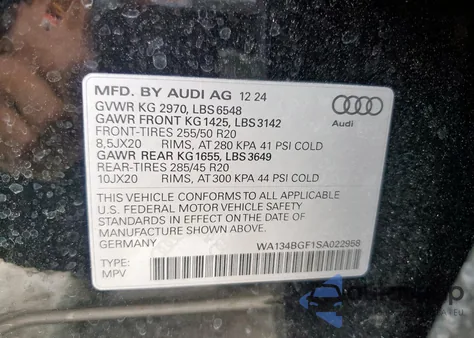 MFD. BY AUDI AG 12 24
GVWR KG 2970, LBS 6548
GAWR FRONT KG 1425, LBS 3142
FRONT-TIRES 255/50 R20
8,5JX20 RIMS, AT 280 KPA 41 PSI COLD
GAWR REAR KG 1655, LBS 3649
REAR-TIRES 285/45 R20
10JX20 RIMS, AT 300 KPA 44 PSI COLD
Audi
THIS VEHICLE CONFORMS TO ALL APPLICABLE
U.S. FEDERAL MOTOR VEHICLE SAFETY
STANDARDS IN EFFECT ON THE DATE OF
MANUFACTURE SHOWN ABOVE.
GERMANY WA134BGF1SA022958
TYPE:
MPV